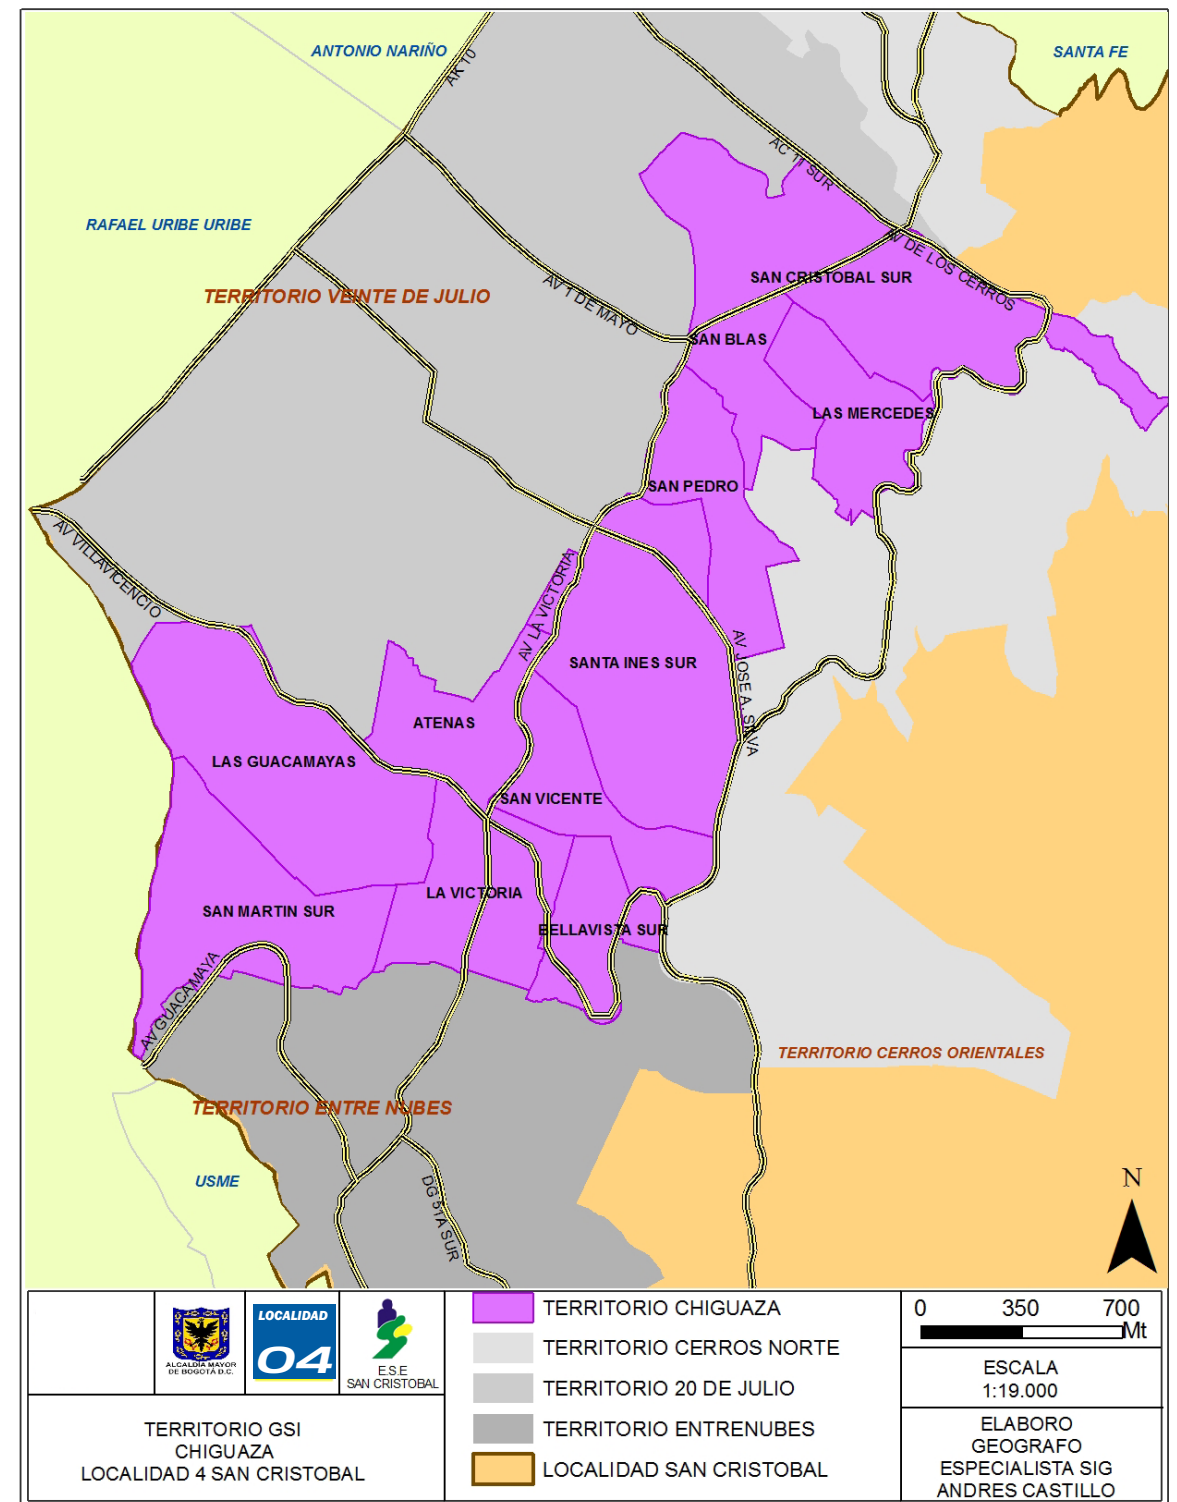 ANTONIO NARIÑO
SANTA FE
AK 10
AC 11 SUR
RAFAEL URIBE URIBE
AV DE LOS CERROS
SAN CRISTOBAL SUR
TERRITORIO VEINTE DE JULIO
AV 1 DE MAYO
SAN BLAS
LAS MERCEDES
SAN PEDRO
AV VILLAVICENCIO
AV LA VICTORIA
SANTA INES SUR
AV JOSE A. SILVA
ATENAS
LAS GUACAMAYAS
SAN VICENTE
LA VICTORIA
SAN MARTIN SUR
BELLAVISTA SUR
AV GUACAMAYA
TERRITORIO CERROS ORIENTALES
TERRITORIO ENTRE NUBES
USME
DG 51A SUR
N
ALCALDÍA MAYOR
DE BOGOTÁ D.C.
LOCALIDAD
04
E.S.E
SAN CRISTOBAL
TERRITORIO GSI
CHIGUAZA
LOCALIDAD 4 SAN CRISTOBAL
TERRITORIO CHIGUAZA
TERRITORIO CERROS NORTE
TERRITORIO 20 DE JULIO
TERRITORIO ENTRENUBES
LOCALIDAD SAN CRISTOBAL
0 350 700
Mt
ESCALA
1:19.000
ELABORO
GEOGRAFO
ESPECIALISTA SIG
ANDRES CASTILLO